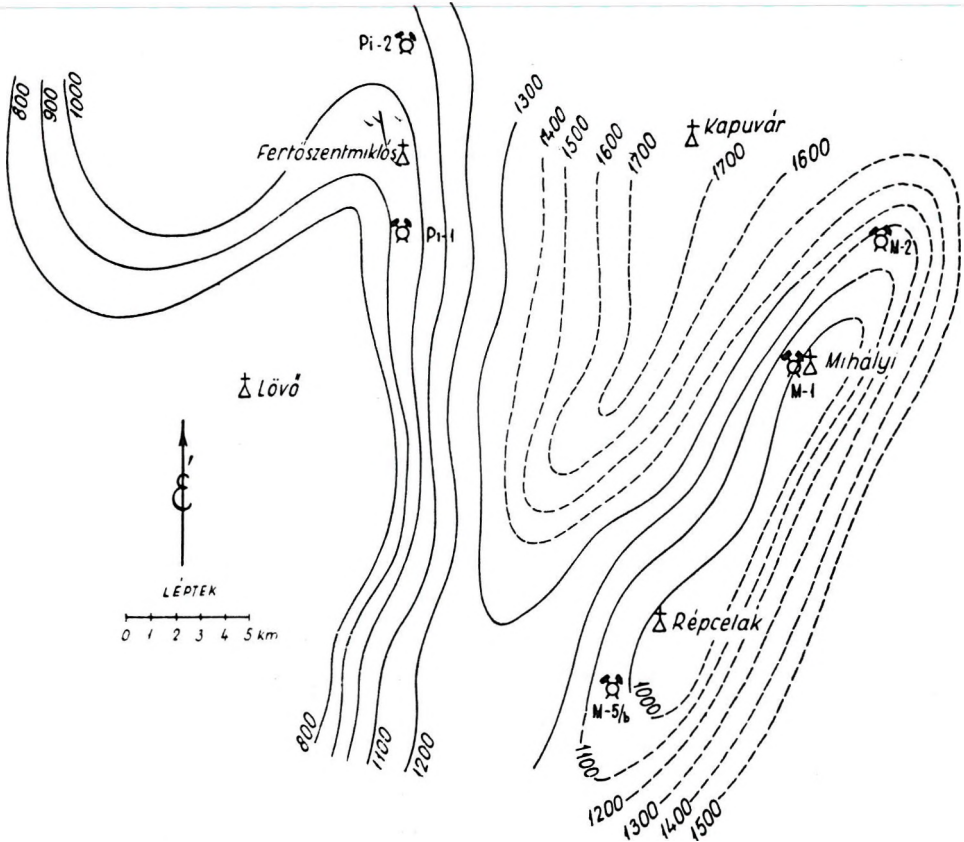 Pi-2
800
900
1000
1300
1400
1500
1600
1700
Kapuvár
1700
1600
Fertőszentmiklós
Pi-1
M-2
Mihályi
M-1
Lövő
É
LÉPTÉK
0 1 2 3 4 5 km
Répcelak
M-5/b
1000
800
1100
1200
1100
1200
1300
1400
1500